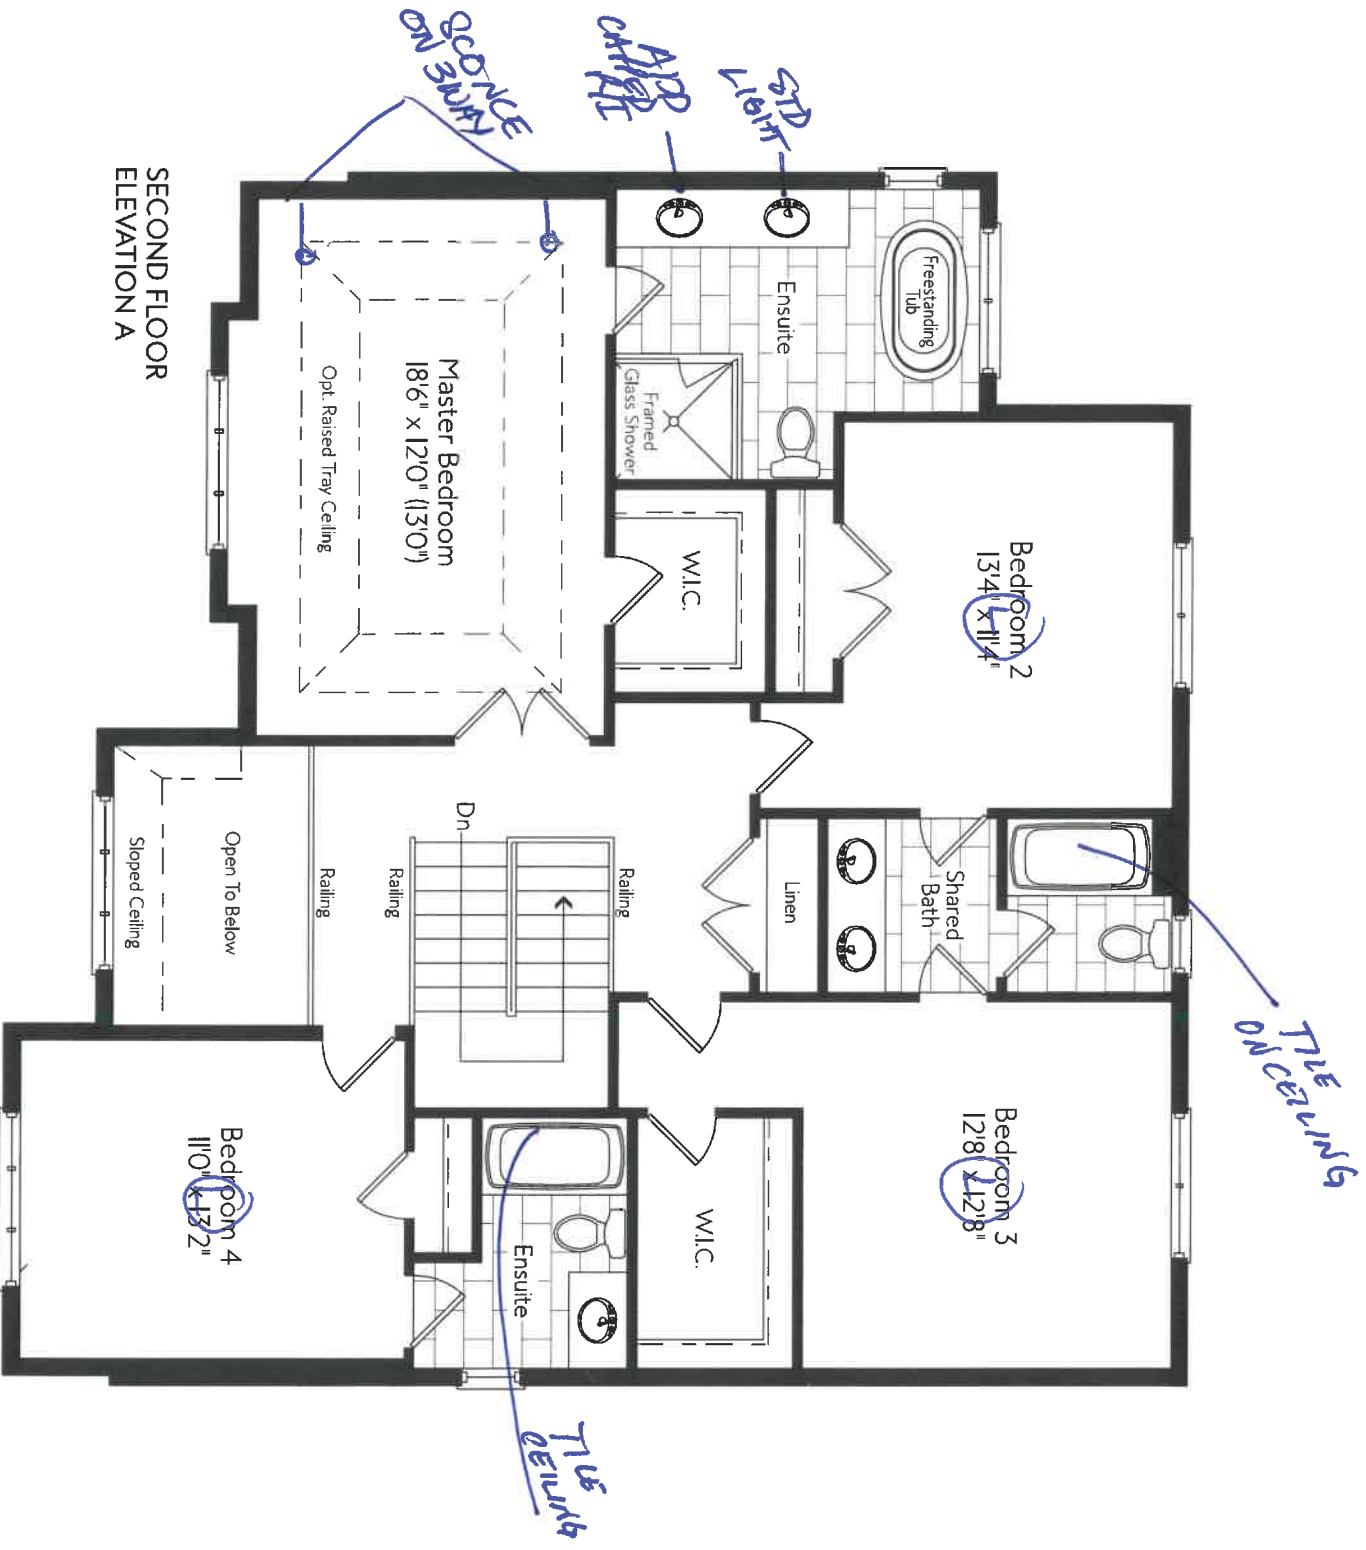 TILE
ON CEILING
Bedroom 2
13'4" x 11'4"
Bedroom 3
12'8" x 12'8"
Freestanding
Tub
Shared
Bath
STD
LIGHT
Ensuite
Linen
ADD
CAPPED
W.I.C.
W.I.C.
Framed
Glass Shower
Railing
TILE
CEILING
Ensuite
Dn
SCONCE
ON 3WAY
Master Bedroom
18'6" x 12'0" (13'0")
Railing
Opt. Raised Tray Ceiling
Railing
Open To Below
Bedroom 4
11'0" x 13'2"
Sloped Ceiling
SECOND FLOOR
ELEVATION A